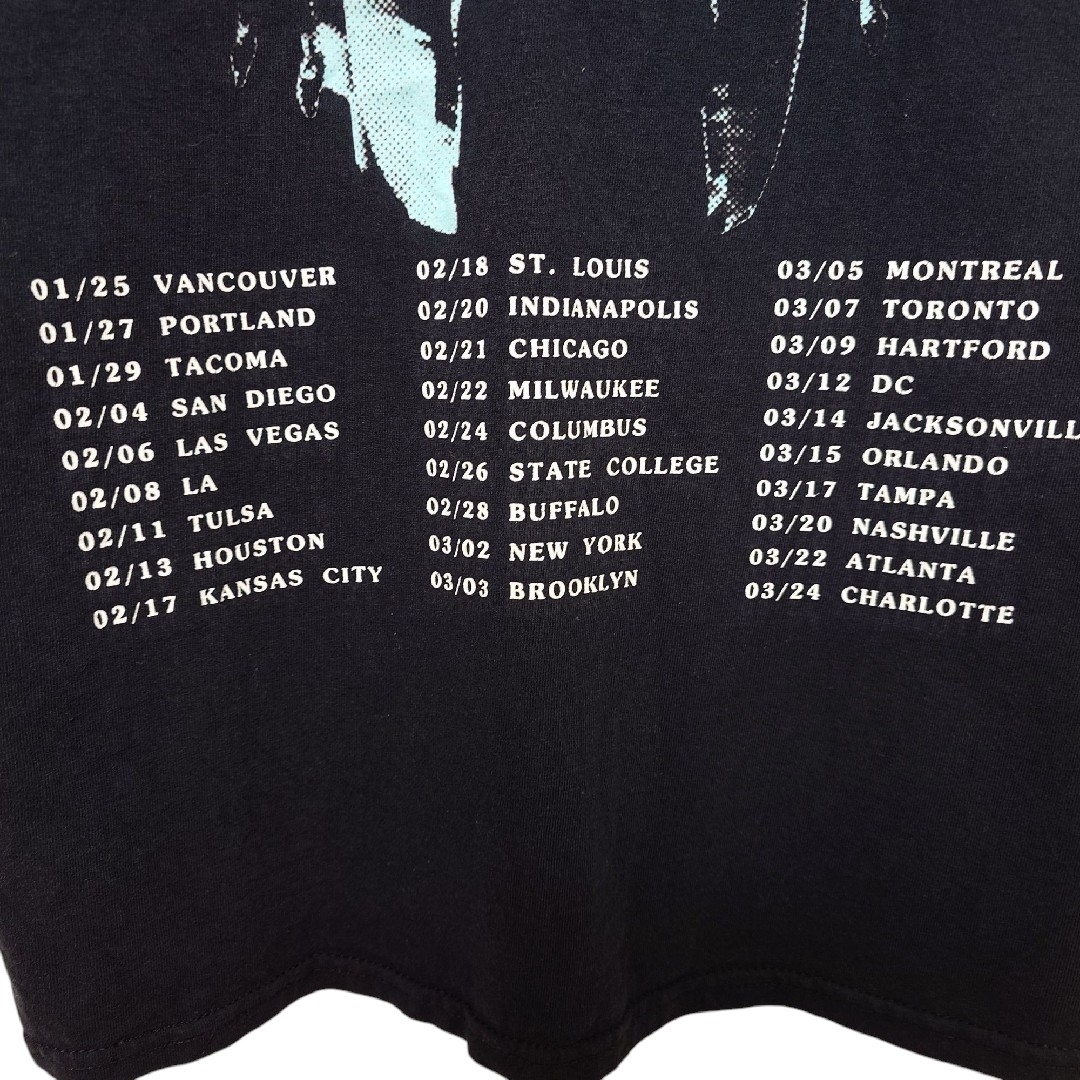 01/25 VANCOUVER
01/27 PORTLAND
01/29 TACOMA
02/04 SAN DIEGO
02/06 LAS VEGAS
02/08 LA
02/11 TULSA
02/13 HOUSTON
02/17 KANSAS CITY
02/18 ST. LOUIS
02/20 INDIANAPOLIS
02/21 CHICAGO
02/22 MILWAUKEE
02/24 COLUMBUS
02/26 STATE COLLEGE
02/28 BUFFALO
03/02 NEW YORK
03/03 BROOKLYN
03/05 MONTREAL
03/07 TORONTO
03/09 HARTFORD
03/12 DC
03/14 JACKSONVILL
03/15 ORLANDO
03/17 TAMPA
03/20 NASHVILLE
03/22 ATLANTA
03/24 CHARLOTTE